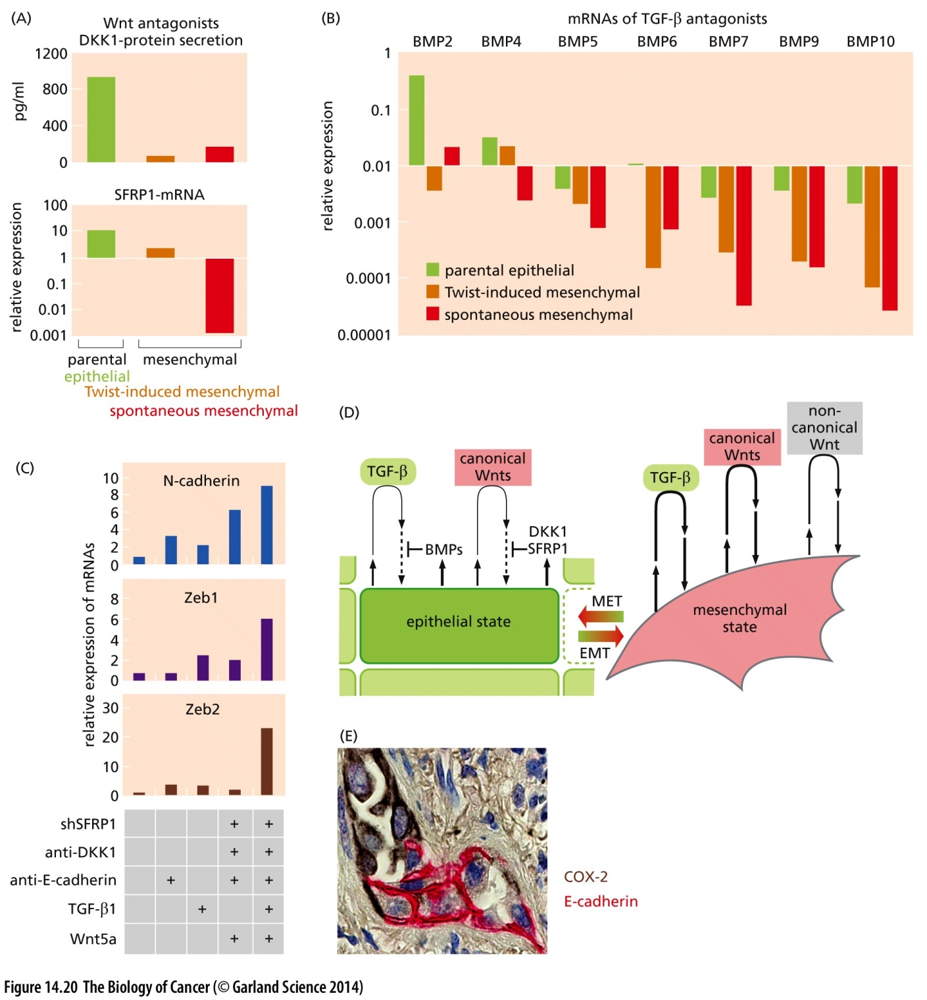 (A)
Wnt antagonists
DKK1-protein secretion
1200
800
400
0
pg/ml
SFRP1-mRNA
100
10
1
0.1
0.01
0.001
relative expression
parental
epithelial
mesenchymal
Twist-induced mesenchymal
spontaneous mesenchymal
(B)
mRNAs of TGF-β antagonists
BMP2 BMP4 BMP5 BMP6 BMP7 BMP9 BMP10
1
0.1
0.01
0.001
0.0001
0.00001
relative expression
parental epithelial
Twist-induced mesenchymal
spontaneous mesenchymal
(C)
relative expression of mRNAs
N-cadherin
10
8
6
4
2
0
Zeb1
8
6
4
2
0
Zeb2
30
20
10
0
shSFRP1 + +
anti-DKK1 + +
anti-E-cadherin + + +
TGF-β1 + +
Wnt5a + +
(D)
TGF-β
canonical
Wnts
BMPs
DKK1
SFRP1
epithelial state
MET
EMT
TGF-β
canonical
Wnts
non-
canonical
Wnt
mesenchymal
state
(E)
COX-2
E-cadherin
Figure 14.20 The Biology of Cancer (© Garland Science 2014)